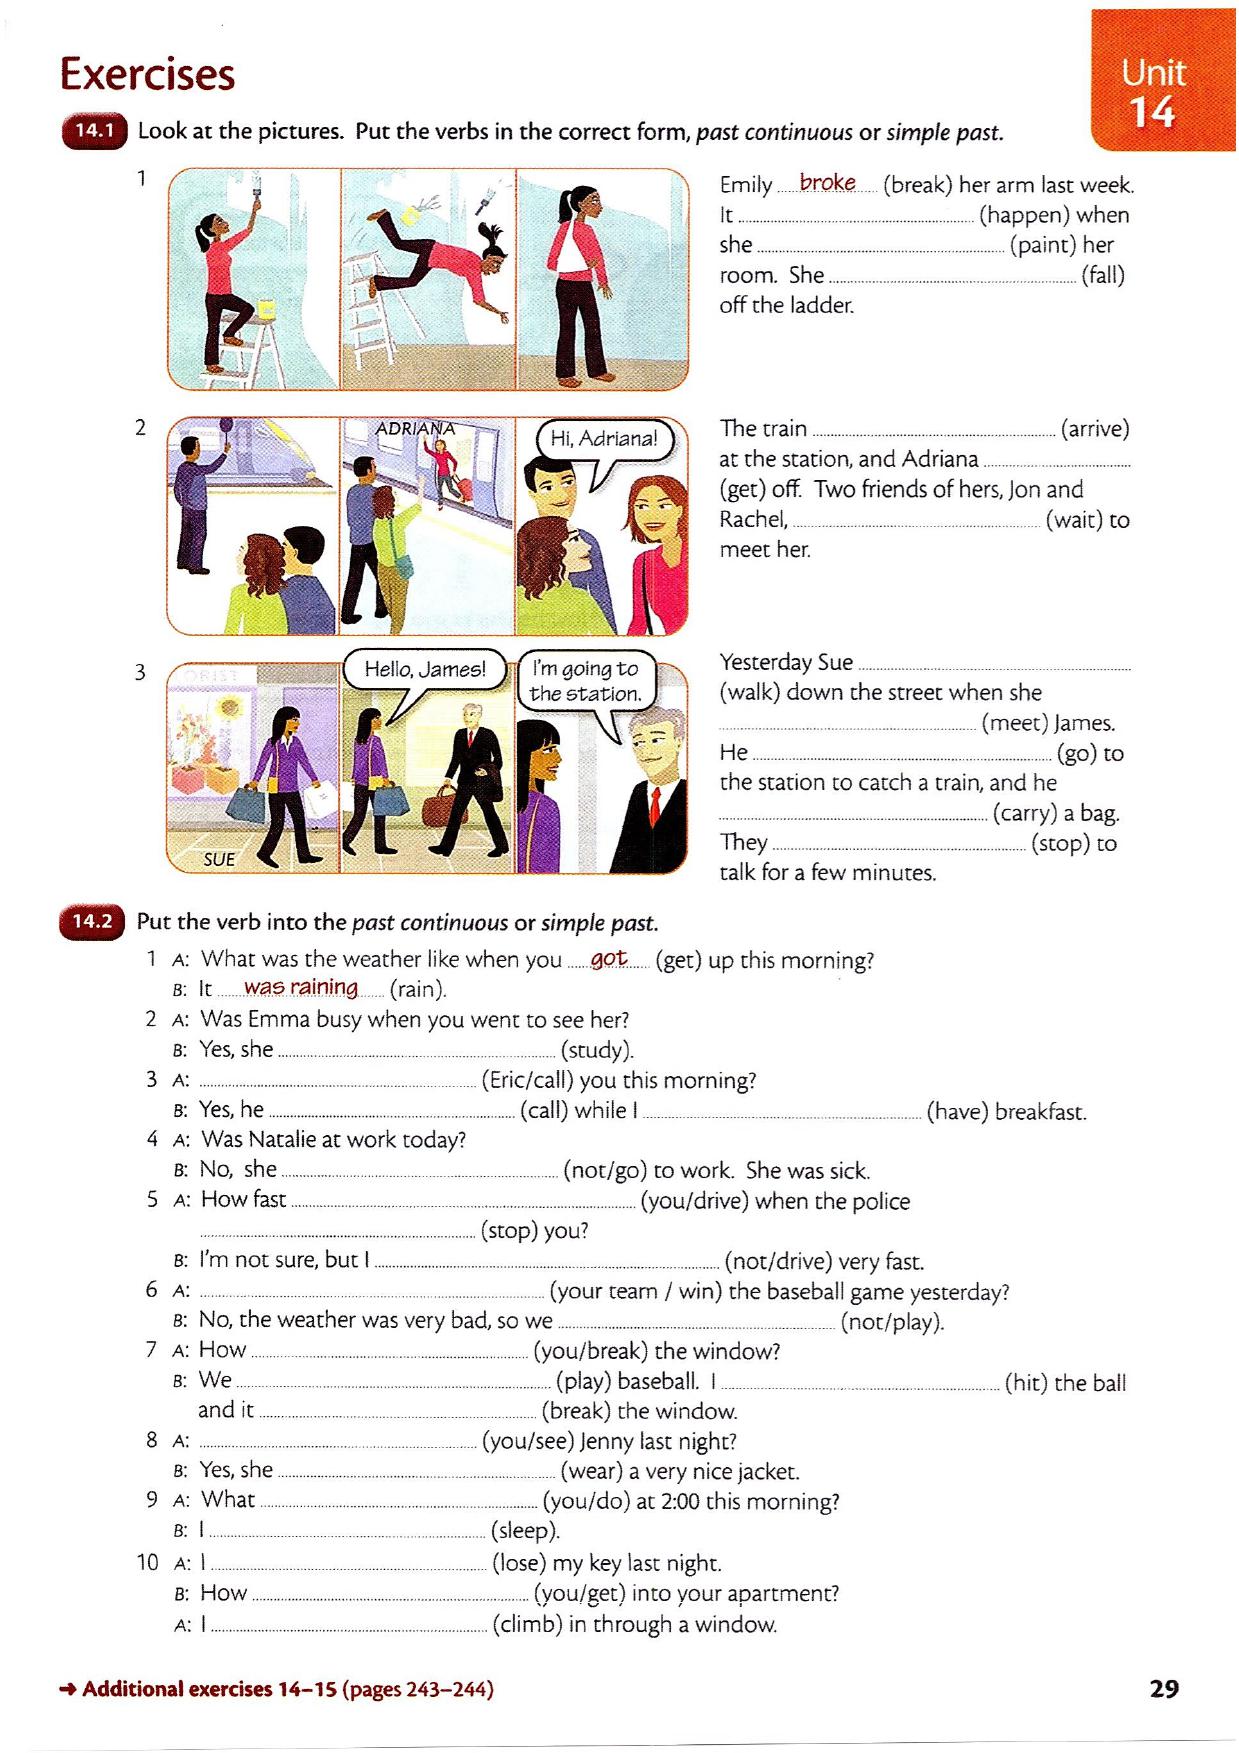 Exercises
Unit
14
14.1 Look at the pictures. Put the verbs in the correct form, past continuous or simple past.
1
Emily broke (break) her arm last week.
It (happen) when
she (paint) her
room. She (fall)
off the ladder.
2
ADRIANA
Hi, Adriana!
The train (arrive)
at the station, and Adriana
(get) off. Two friends of hers, Jon and
Rachel, (wait) to
meet her.
3
ORIST
SUE
Hello, James!
I'm going to
the station.
Yesterday Sue
(walk) down the street when she
(meet) James.
He (go) to
the station to catch a train, and he
(carry) a bag.
They (stop) to
talk for a few minutes.
14.2 Put the verb into the past continuous or simple past.
1 A: What was the weather like when you got (get) up this morning?
B: It was raining (rain).
2 A: Was Emma busy when you went to see her?
B: Yes, she (study).
3 A: (Eric/call) you this morning?
B: Yes, he (call) while I (have) breakfast.
4 A: Was Natalie at work today?
B: No, she (not/go) to work. She was sick.
5 A: How fast (you/drive) when the police
(stop) you?
B: I'm not sure, but I (not/drive) very fast.
6 A: (your team / win) the baseball game yesterday?
B: No, the weather was very bad, so we (not/play).
7 A: How (you/break) the window?
B: We (play) baseball. I (hit) the ball
and it (break) the window.
8 A: (you/see) Jenny last night?
B: Yes, she (wear) a very nice jacket.
9 A: What (you/do) at 2:00 this morning?
B: I (sleep).
10 A: I (lose) my key last night.
B: How (you/get) into your apartment?
A: I (climb) in through a window.
→ Additional exercises 14–15 (pages 243–244)
29